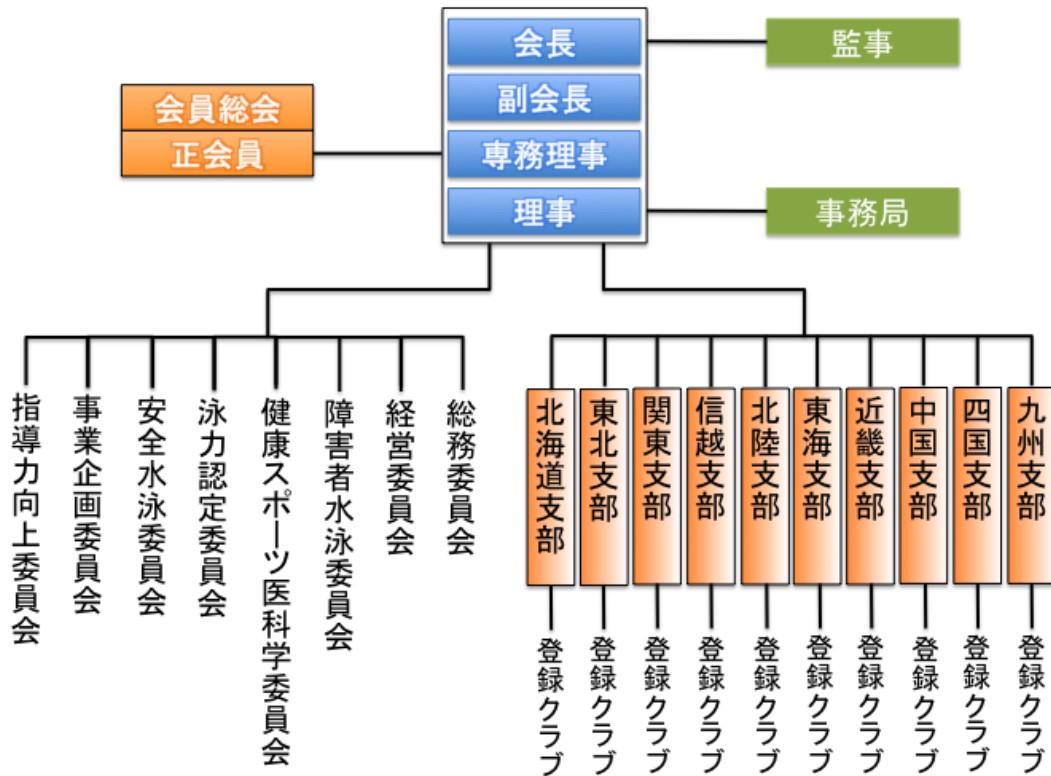 会長
監事
副会長
会員総会
正会員
専務理事
理事
事務局
指導力向上委員会
事業企画委員会
安全水泳委員会
泳力認定委員会
健康スポーツ医科学委員会
障害者水泳委員会
経営委員会
総務委員会
北海道支部
東北支部
関東支部
信越支部
北陸支部
東海支部
近畿支部
中国支部
四国支部
九州支部
登録クラブ
登録クラブ
登録クラブ
登録クラブ
登録クラブ
登録クラブ
登録クラブ
登録クラブ
登録クラブ
登録クラブ